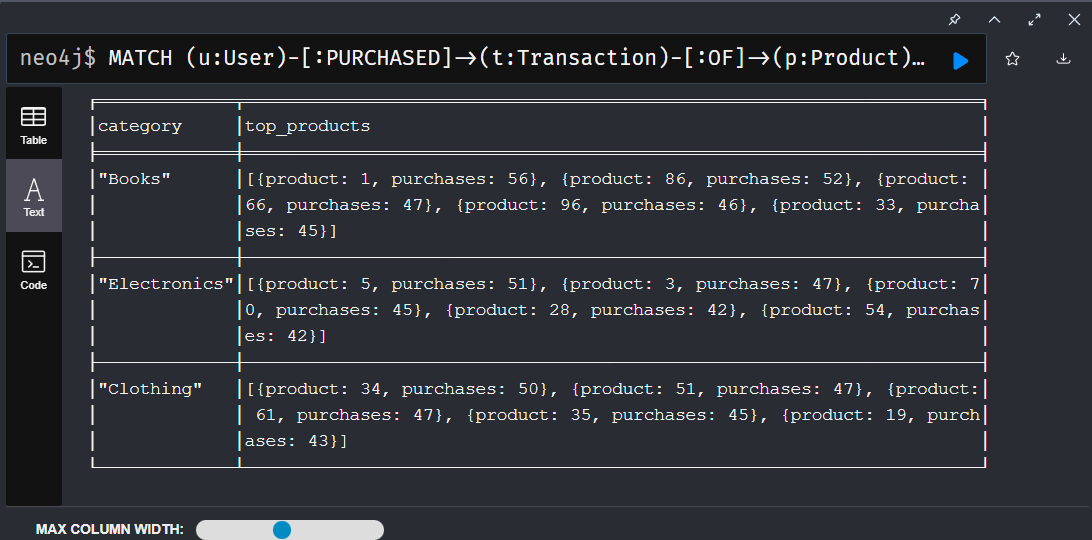 neo4j$ MATCH (u:User)-[:PURCHASED]→(t:Transaction)-[:OF]→(p:Product)…
Table
Text
Code
category top_products
"Books" [{product: 1, purchases: 56}, {product: 86, purchases: 52}, {product:
66, purchases: 47}, {product: 96, purchases: 46}, {product: 33, purcha
ses: 45}]
"Electronics" [{product: 5, purchases: 51}, {product: 3, purchases: 47}, {product: 7
0, purchases: 45}, {product: 28, purchases: 42}, {product: 54, purchas
es: 42}]
"Clothing" [{product: 34, purchases: 50}, {product: 51, purchases: 47}, {product:
61, purchases: 47}, {product: 35, purchases: 45}, {product: 19, purch
ases: 43}]
MAX COLUMN WIDTH: